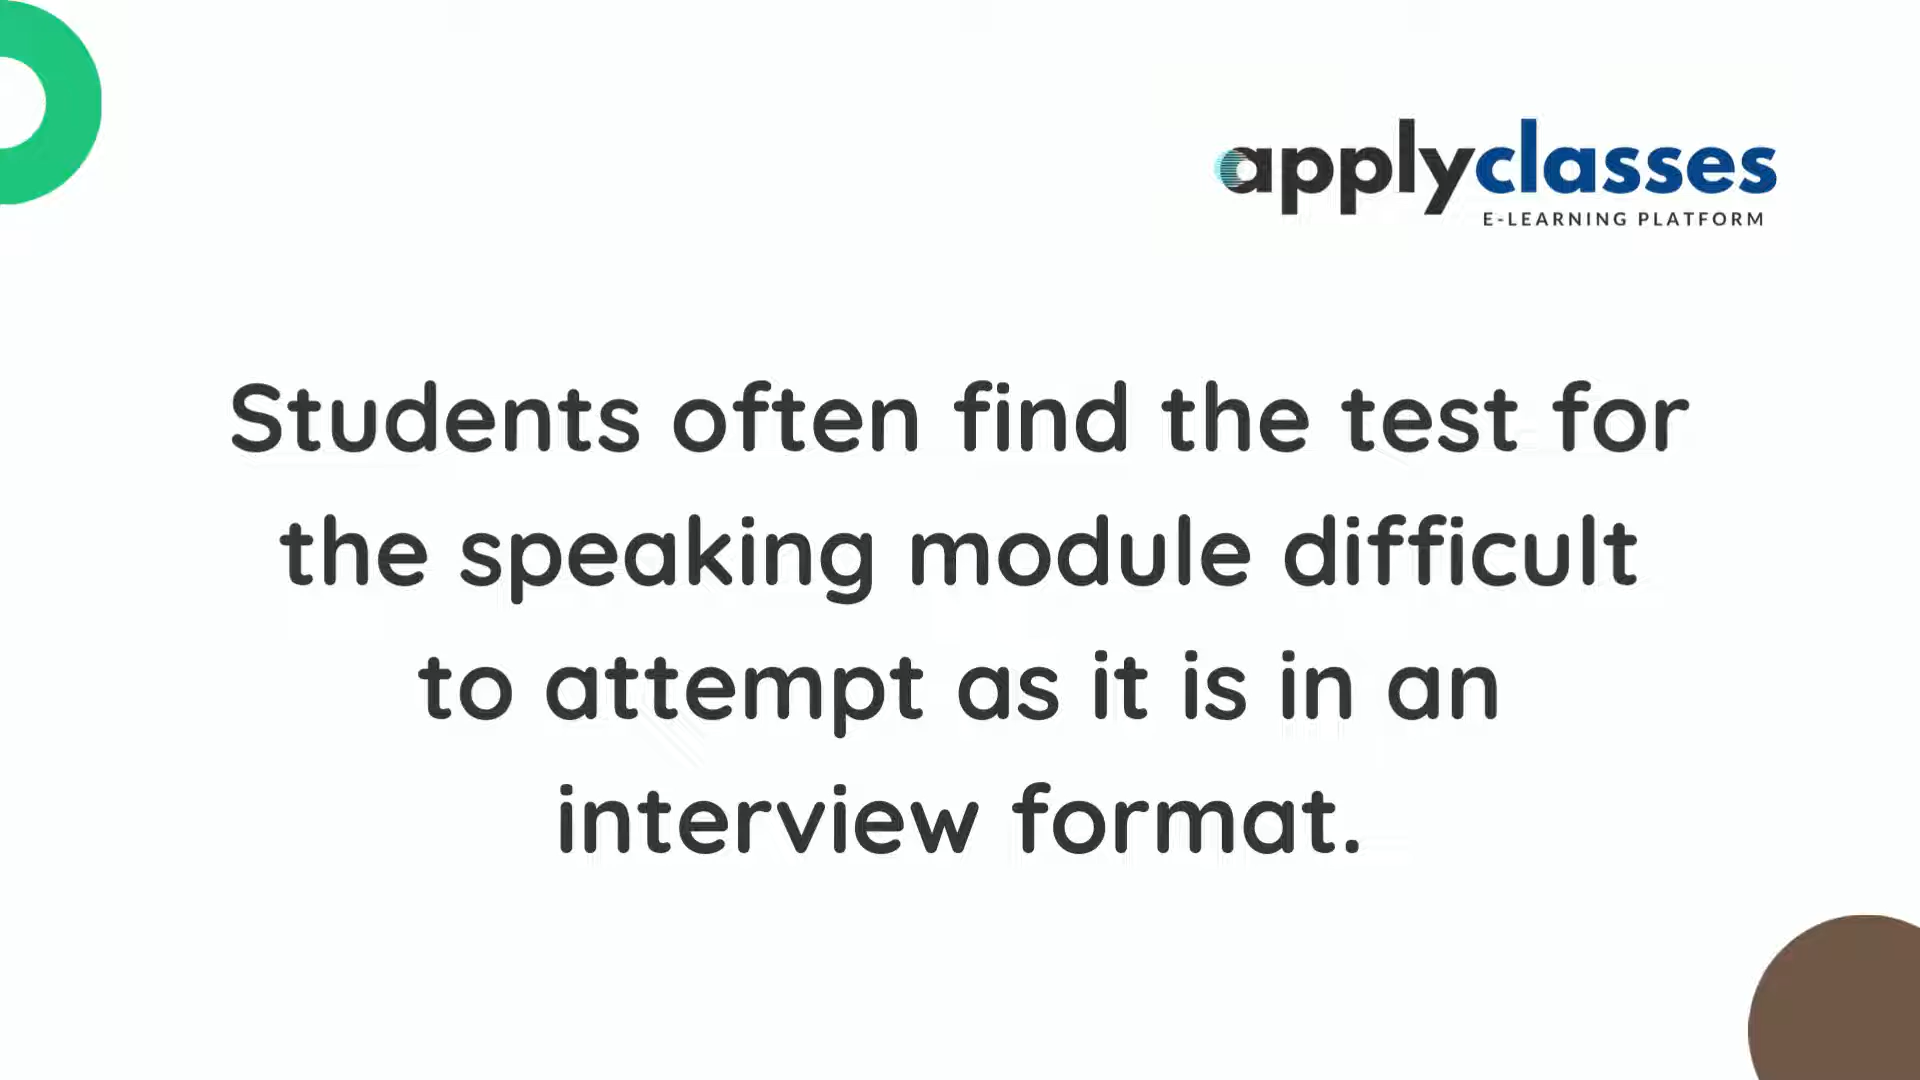 applyclasses
E-LEARNING PLATFORM
Students often find the test for
the speaking module difficult
to attempt as it is in an
interview format.